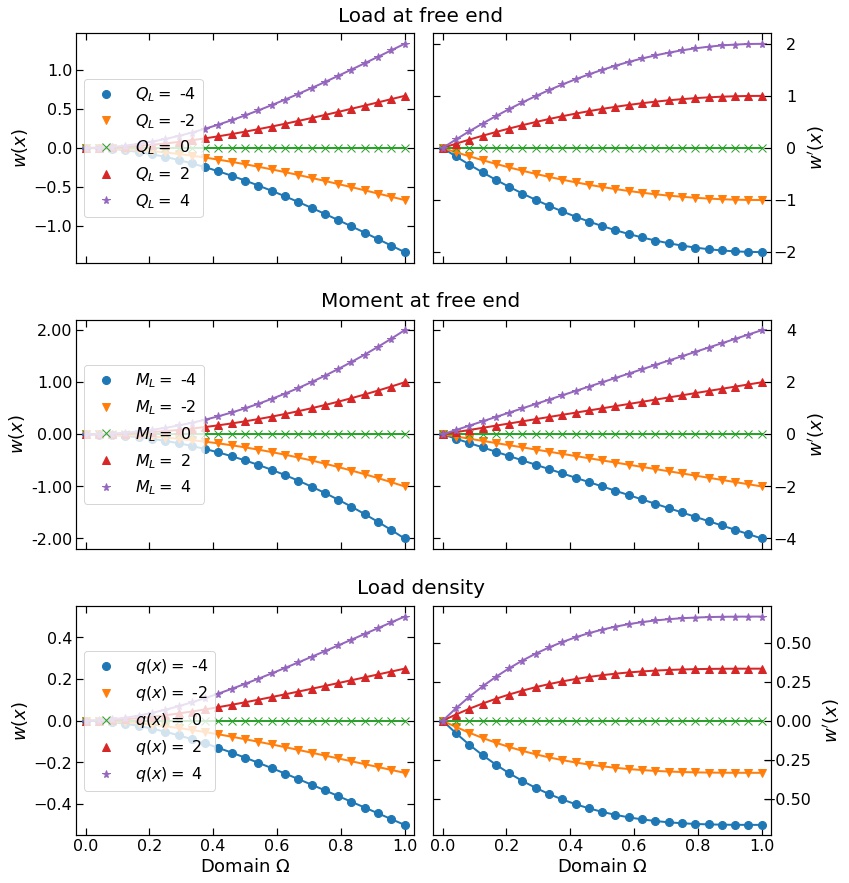 Load at free end
1.0
0.5
0.0
−0.5
−1.0
w(x)
Q_L = -4
Q_L = -2
Q_L = 0
Q_L = 2
Q_L = 4
2
1
0
−1
−2
w′(x)
Moment at free end
2.00
1.00
0.00
-1.00
-2.00
w(x)
M_L = -4
M_L = -2
M_L = 0
M_L = 2
M_L = 4
4
2
0
−2
−4
w′(x)
Load density
0.4
0.2
0.0
−0.2
−0.4
w(x)
q(x) = -4
q(x) = -2
q(x) = 0
q(x) = 2
q(x) = 4
0.50
0.25
0.00
0.25
0.50
w′(x)
0.0 0.2 0.4 0.6 0.8 1.0
0.0 0.2 0.4 0.6 0.8 1.0
Domain Ω
Domain Ω